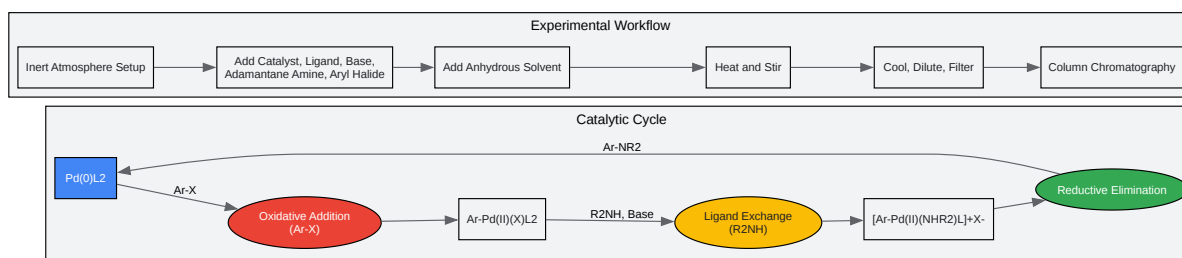 Experimental Workflow
Inert Atmosphere Setup
Add Catalyst, Ligand, Base,
Adamantane Amine, Aryl Halide
Add Anhydrous Solvent
Heat and Stir
Cool, Dilute, Filter
Column Chromatography
Catalytic Cycle
Ar-NR2
Pd(0)L2
Ar-X
Oxidative Addition
(Ar-X)
Ar-Pd(II)(X)L2
R2NH, Base
Ligand Exchange
(R2NH)
[Ar-Pd(II)(NHR2)L]+X-
Reductive Elimination